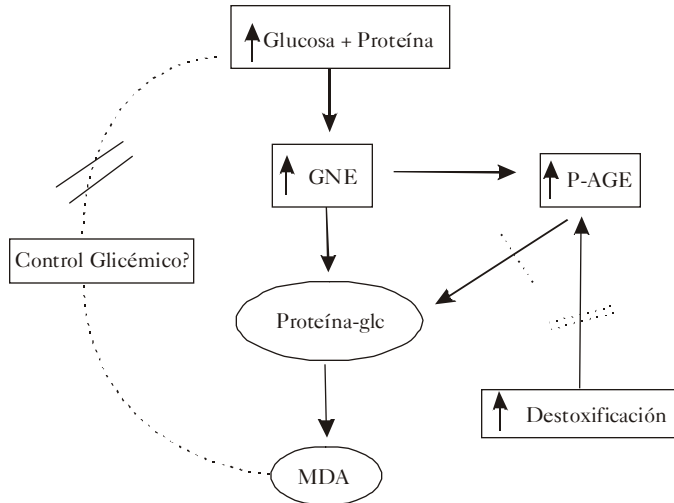 Glucosa + Proteína
GNE
P-AGE
Control Glicémico?
Proteína-glc
Destoxificación
MDA